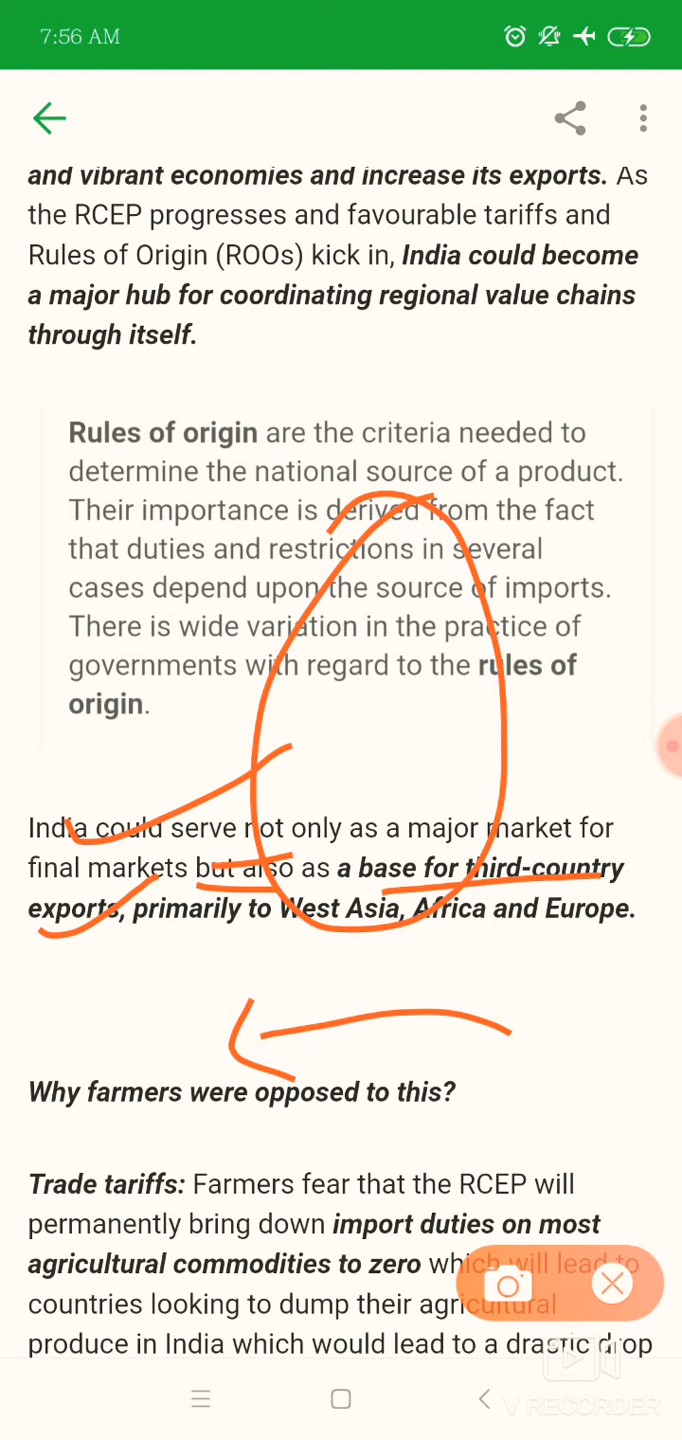 7:56 AM
and vibrant economies and increase its exports. As
the RCEP progresses and favourable tariffs and
Rules of Origin (ROOs) kick in, India could become
a major hub for coordinating regional value chains
through itself.
Rules of origin are the criteria needed to
determine the national source of a product.
Their importance is derived from the fact
that duties and restrictions in several
cases depend upon the source of imports.
There is wide variation in the practice of
governments with regard to the rules of
origin.
India could serve not only as a major market for
final markets but also as a base for third-country
exports, primarily to West Asia, Africa and Europe.
Why farmers were opposed to this?
Trade tariffs: Farmers fear that the RCEP will
permanently bring down import duties on most
agricultural commodities to zero which will lead to
countries looking to dump their agricultural
produce in India which would lead to a drastic drop
V RECORDER